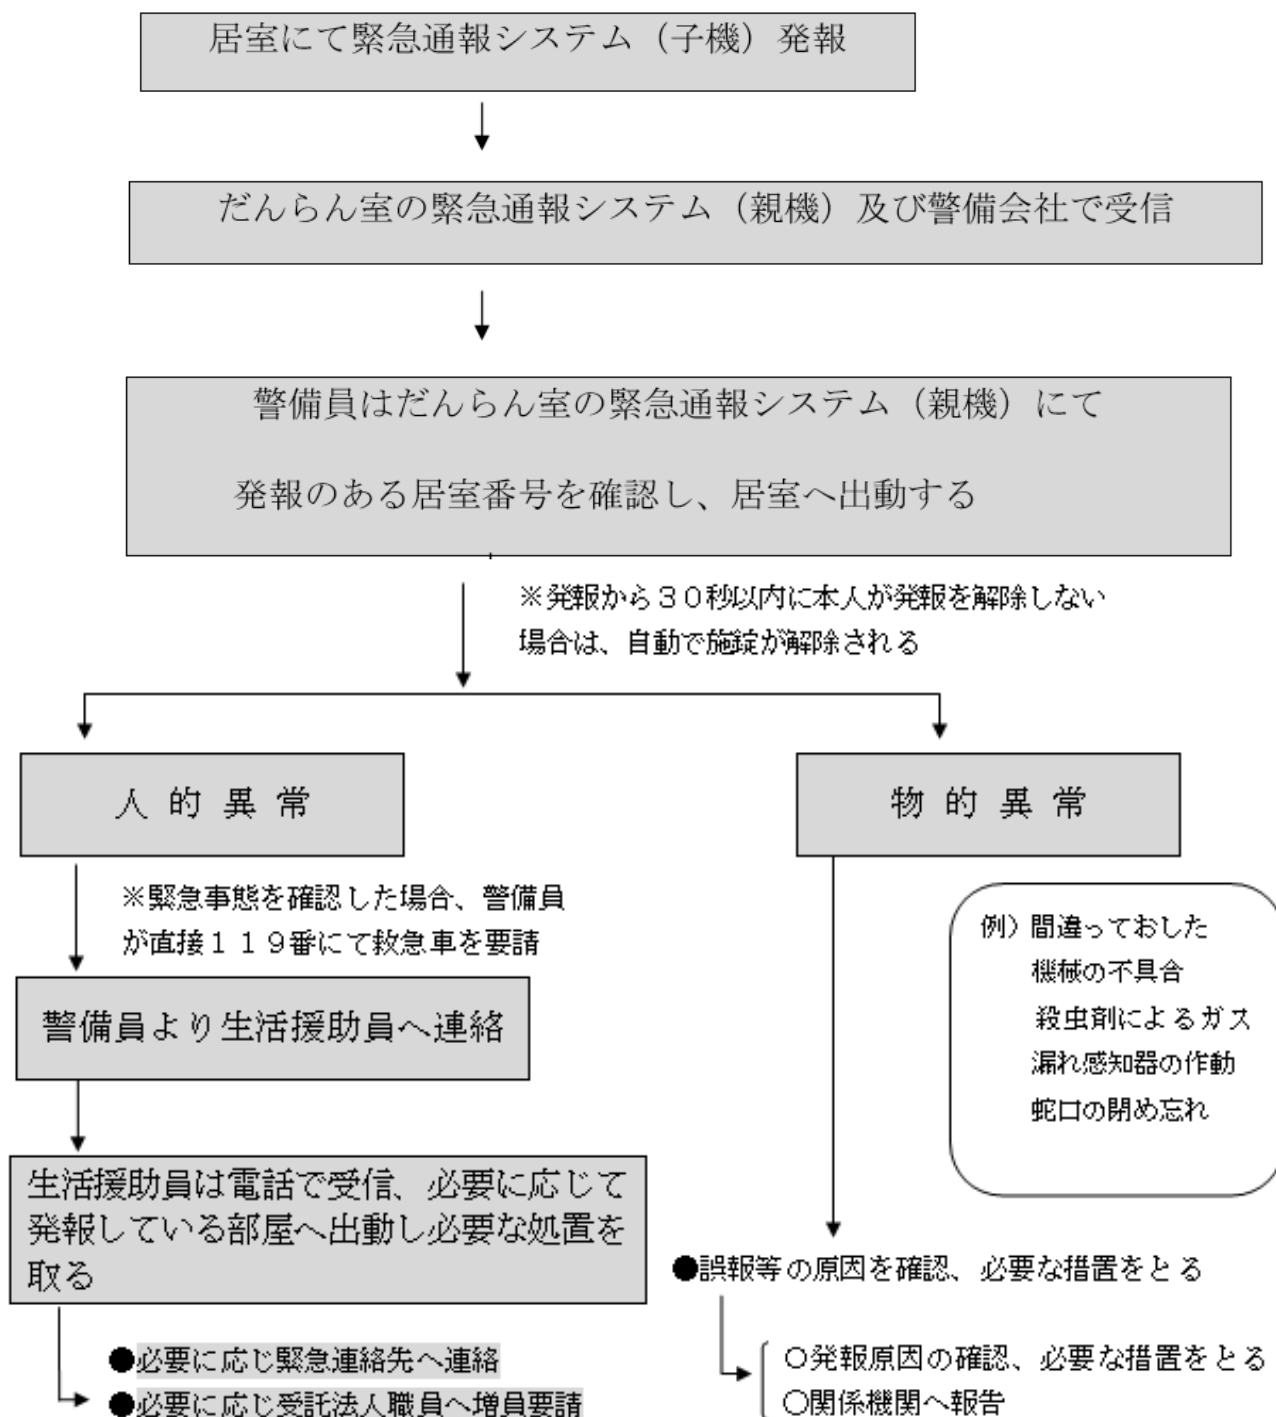 居室にて緊急通報システム（子機）発報
だんらん室の緊急通報システム（親機）及び警備会社で受信
警備員はだんらん室の緊急通報システム（親機）にて
発報のある居室番号を確認し、居室へ出動する
※発報から３０秒以内に本人が発報を解除しない
場合は、自動で施錠が解除される
人的異常
※緊急事態を確認した場合、警備員
が直接１１９番にて救急車を要請
警備員より生活援助員へ連絡
生活援助員は電話で受信、必要に応じて
発報している部屋へ出動し必要な処置を
取る
●必要に応じ緊急連絡先へ連絡
●必要に応じ受託法人職員へ増員要請
物的異常
例）間違っておした
機械の不具合
殺虫剤によるガス
漏れ感知器の作動
蛇口の閉め忘れ
●誤報等の原因を確認、必要な措置をとる
○発報原因の確認、必要な措置をとる
○関係機関へ報告